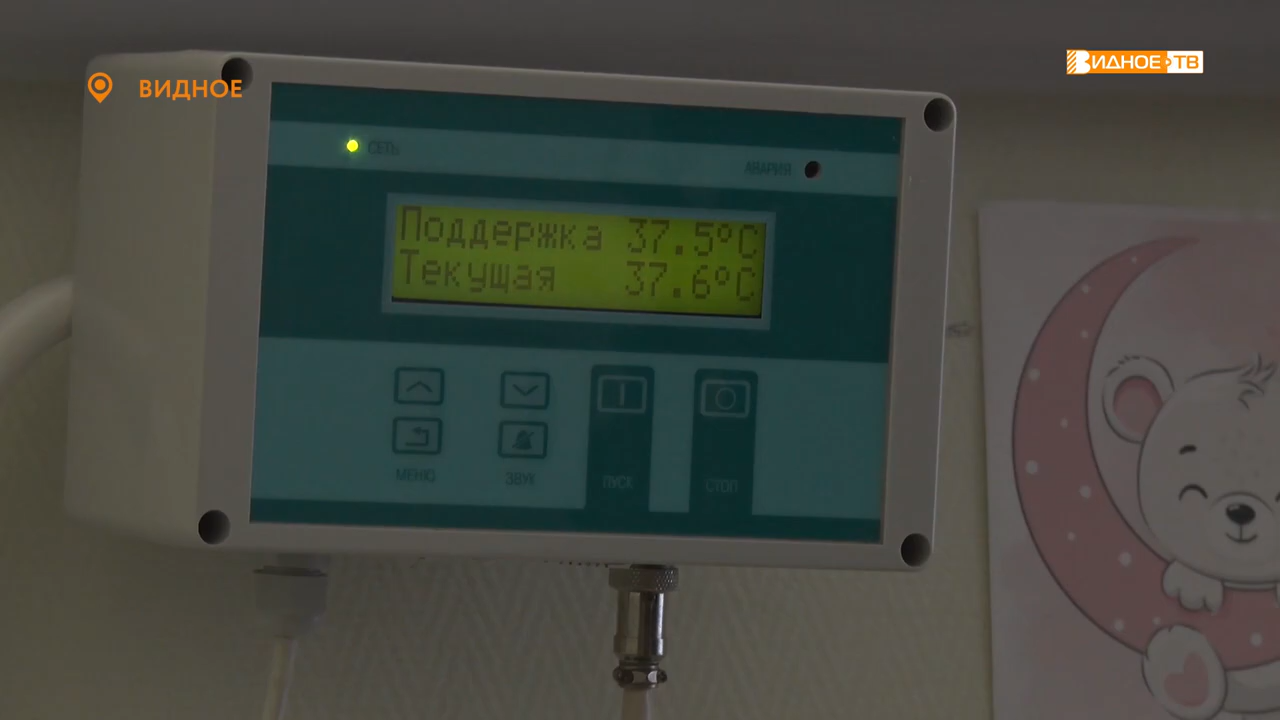 ВИДНОЕ
ВИДНОЕ ТВ
СЕТЬ
АВАРИЯ
Поддержка 37.5°C
Текущая 37.6°C
МЕНЮ
ЗВУК
ПУСК
СТОП